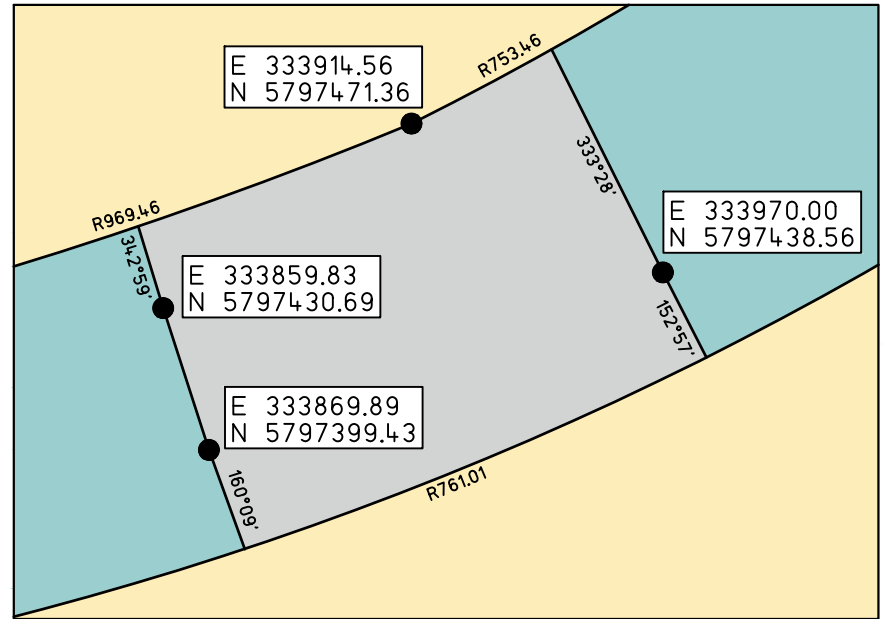 R753.46
E 333914.56
N 5797471.36
333°28'
R969.46
E 333970.00
N 5797438.56
342°59'
E 333859.83
N 5797430.69
152°57'
E 333869.89
N 5797399.43
160°09'
R761.01